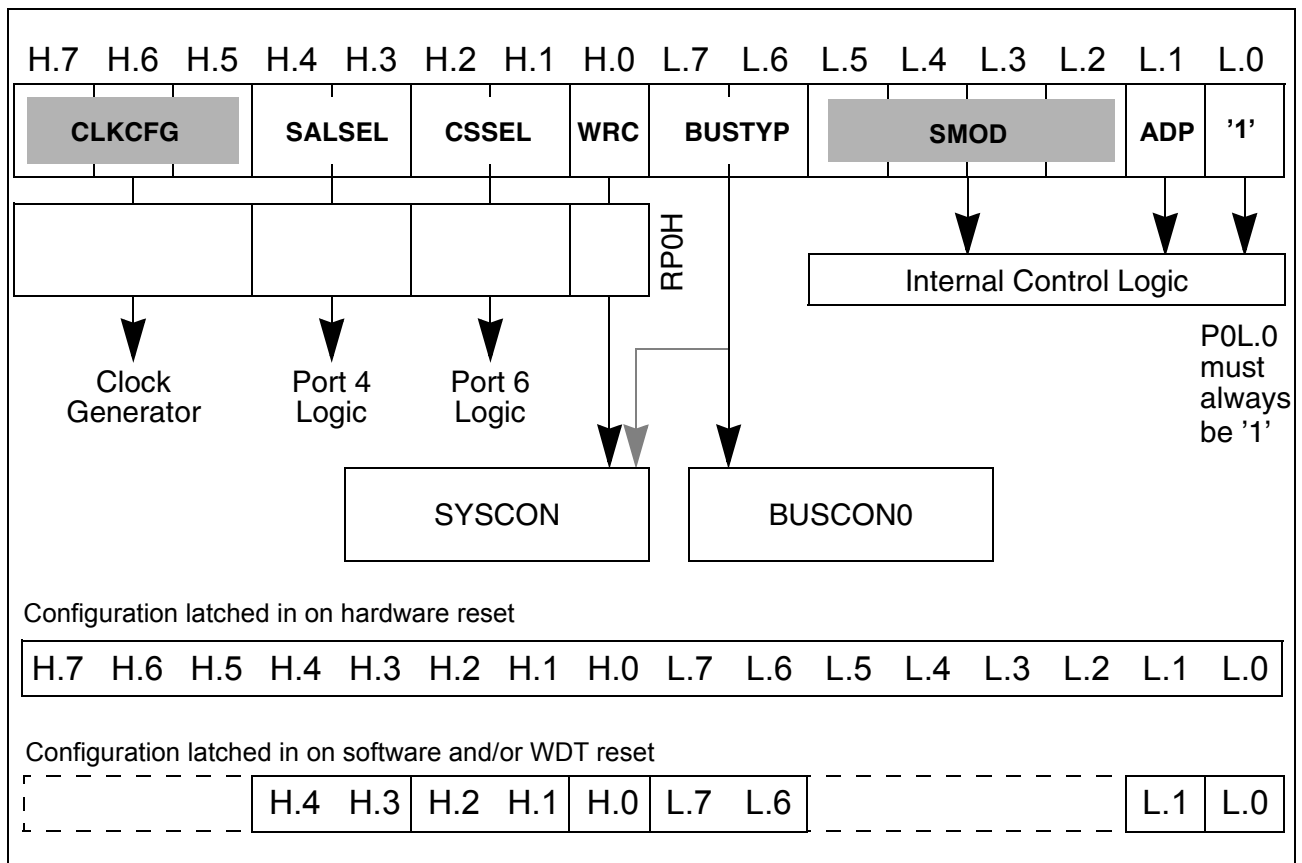 H.7 H.6 H.5 H.4 H.3 H.2 H.1 H.0 L.7 L.6 L.5 L.4 L.3 L.2 L.1 L.0
CLKCFG SALSEL CSSEL WRC BUSTYP SMOD ADP ’1’
RP0H
Internal Control Logic
P0L.0
must
always
be ’1’
Clock
Generator
Port 4
Logic
Port 6
Logic
SYSCON
BUSCON0
Configuration latched in on hardware reset
H.7 H.6 H.5 H.4 H.3 H.2 H.1 H.0 L.7 L.6 L.5 L.4 L.3 L.2 L.1 L.0
Configuration latched in on software and/or WDT reset
H.4 H.3 H.2 H.1 H.0 L.7 L.6 L.1 L.0